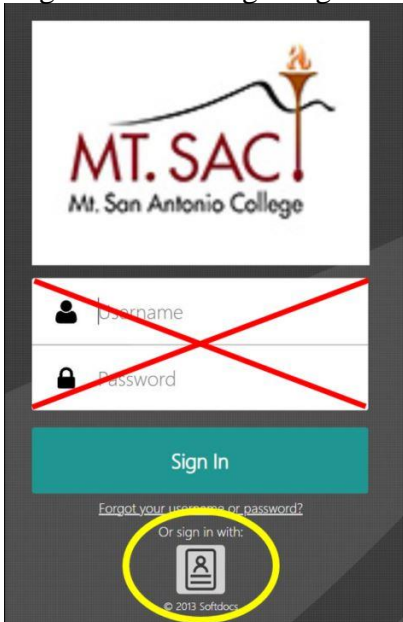 MT. SAC
Mt. San Antonio College
Username
Password
Sign In
Forgot your username or password?
Or sign in with:
© 2013 Softdocs